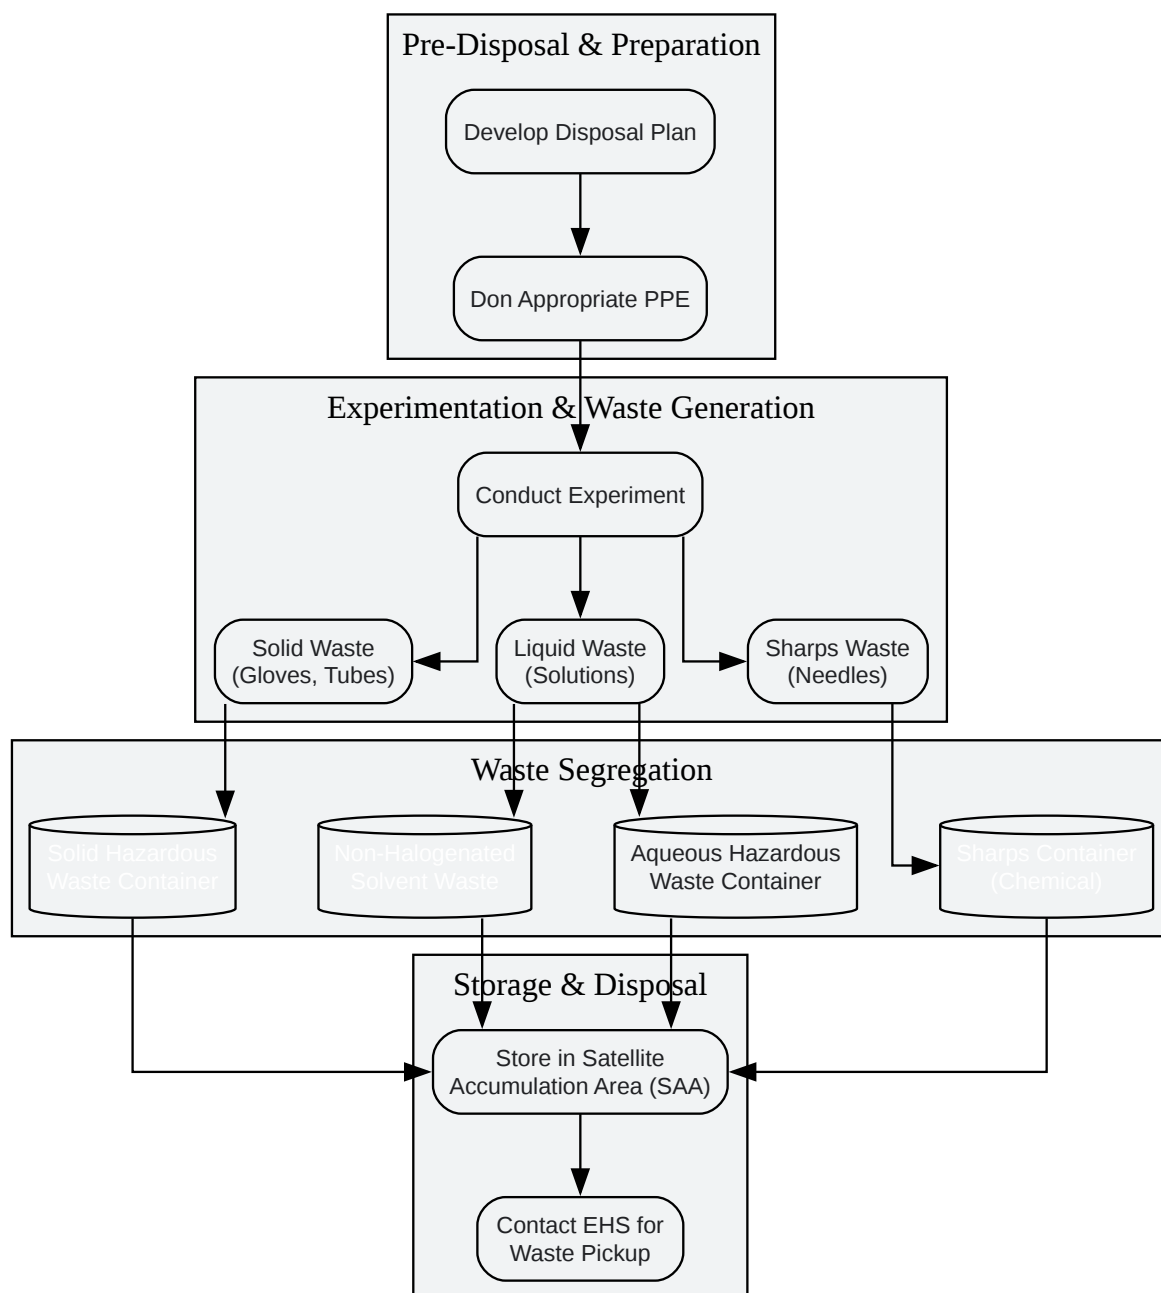 Pre-Disposal & Preparation
Develop Disposal Plan
Don Appropriate PPE
Experimentation & Waste Generation
Conduct Experiment
Solid Waste
(Gloves, Tubes)
Liquid Waste
(Solutions)
Sharps Waste
(Needles)
Waste Segregation
Solid Hazardous
Waste Container
Non-Halogenated
Solvent Waste
Aqueous Hazardous
Waste Container
Sharps Container
(Chemical)
Storage & Disposal
Store in Satellite
Accumulation Area (SAA)
Contact EHS for
Waste Pickup